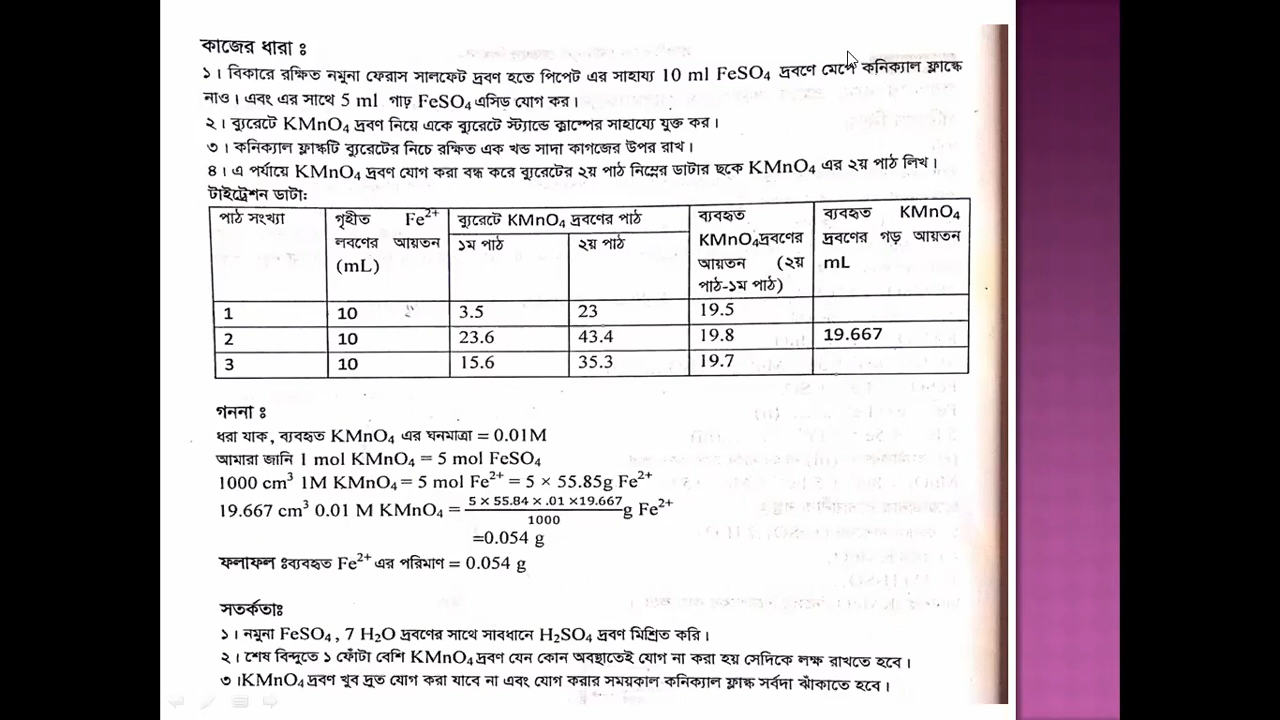 কাজের ধারা ঃ
১। বিকারে রক্ষিত নমুনা ফেরাস সালফেট দ্রবণ হতে পিপেট এর সাহায্য 10 ml FeSO₄ দ্রবণে মেপে কনিক্যাল ফ্লাস্কে
নাও। এবং এর সাথে 5 ml গাঢ় FeSO₄ এসিড যোগ কর।
২। ব্যুরেটে KMnO₄ দ্রবণ নিয়ে একে ব্যুরেটে স্ট্যান্ডে ক্লাম্পের সাহায্যে যুক্ত কর।
৩। কনিক্যাল ফ্লাস্কটি ব্যুরেটের নিচে রক্ষিত এক খন্ড সাদা কাগজের উপর রাখ।
৪। এ পর্যায়ে KMnO₄ দ্রবণ যোগ করা বন্ধ করে ব্যুরেটের ২য় পাঠ নিম্নের ডাটার ছকে KMnO₄ এর ২য় পাঠ লিখ।
টাইট্রেশন ডাটা:
পাঠ সংখ্যা গৃহীত Fe²⁺ ব্যুরেটে KMnO₄ দ্রবণের পাঠ ব্যবহৃত ব্যবহৃত KMnO₄
লবণের আয়তন ১ম পাঠ ২য় পাঠ KMnO₄দ্রবণের দ্রবণের গড় আয়তন
(mL) আয়তন (২য় mL
পাঠ-১ম পাঠ)
1 10 3.5 23 19.5
2 10 23.6 43.4 19.8 19.667
3 10 15.6 35.3 19.7
গননা ঃ
ধরা যাক, ব্যবহৃত KMnO₄ এর ঘনমাত্রা = 0.01M
আমারা জানি 1 mol KMnO₄ = 5 mol FeSO₄
1000 cm³ 1M KMnO₄ = 5 mol Fe²⁺ = 5 × 55.85g Fe²⁺
19.667 cm³ 0.01 M KMnO₄ = 5 × 55.84 × .01 ×19.667 / 1000 g Fe²⁺
=0.054 g
ফলাফল ঃব্যবহৃত Fe²⁺ এর পরিমাণ = 0.054 g
সতর্কতাঃ
১। নমুনা FeSO₄ , 7 H₂O দ্রবণের সাথে সাবধানে H₂SO₄ দ্রবণ মিশ্রিত করি।
২। শেষ বিন্দুতে ১ ফোঁটা বেশি KMnO₄ দ্রবণ যেন কোন অবস্থাতেই যোগ না করা হয় সেদিকে লক্ষ রাখতে হবে।
৩ ।KMnO₄ দ্রবণ খুব দ্রুত যোগ করা যাবে না এবং যোগ করার সময়কাল কনিক্যাল ফ্লাস্ক সর্বদা ঝাঁকাতে হবে।